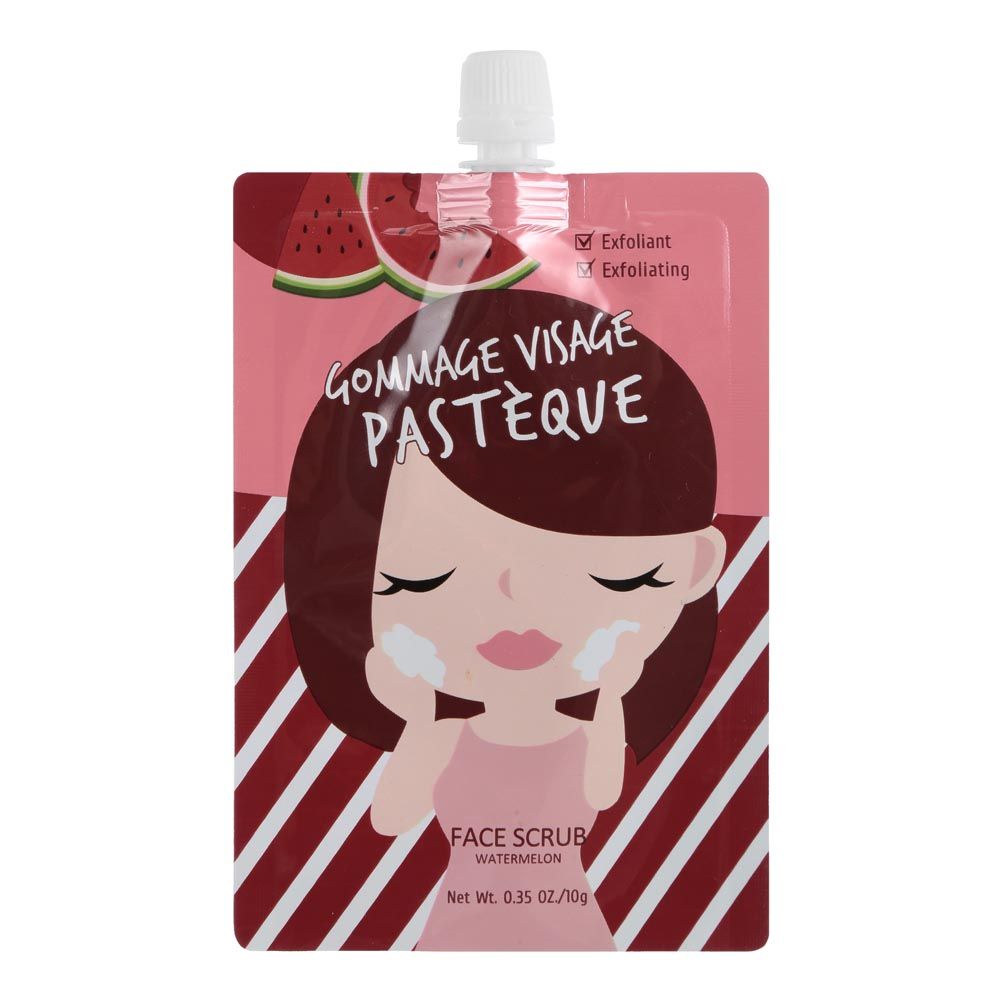 Exfoliant
Exfoliating
GOMMAGE VISAGE
PASTÈQUE
FACE SCRUB
WATERMELON
Net Wt. 0.35 OZ./10g